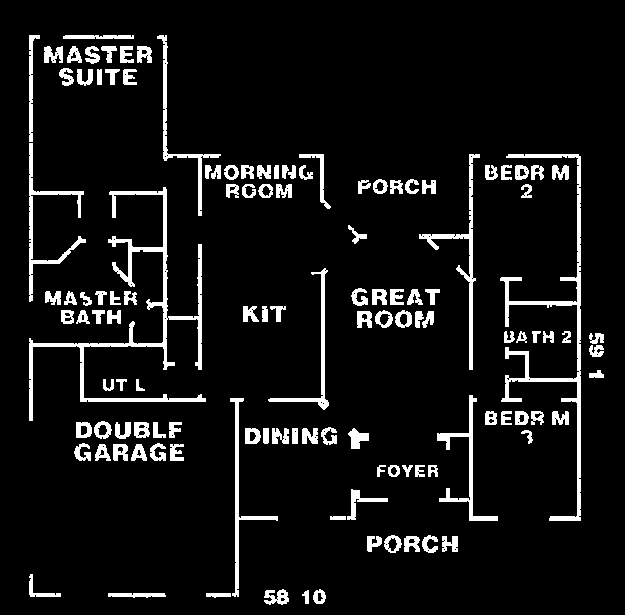 MASTER
SUITE
MORNING
ROOM
PORCH
BEDR M
2
MASTER
BATH
KIT
GREAT
ROOM
BATH 2
59 1
UT L
DOUBLE
GARAGE
DINING
BEDR M
3
FOYER
PORCH
58 10